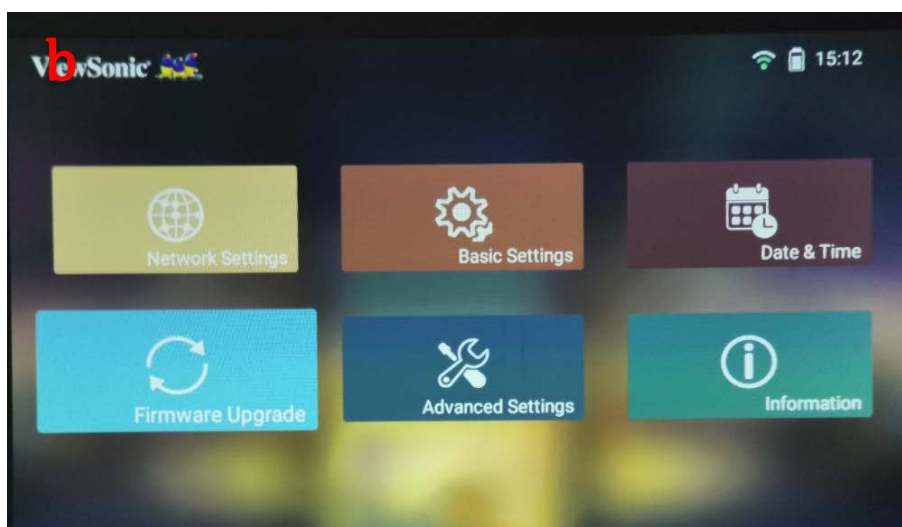 b
ViewSonic
15:12
Network Settings
Basic Settings
Date & Time
Firmware Upgrade
Advanced Settings
Information